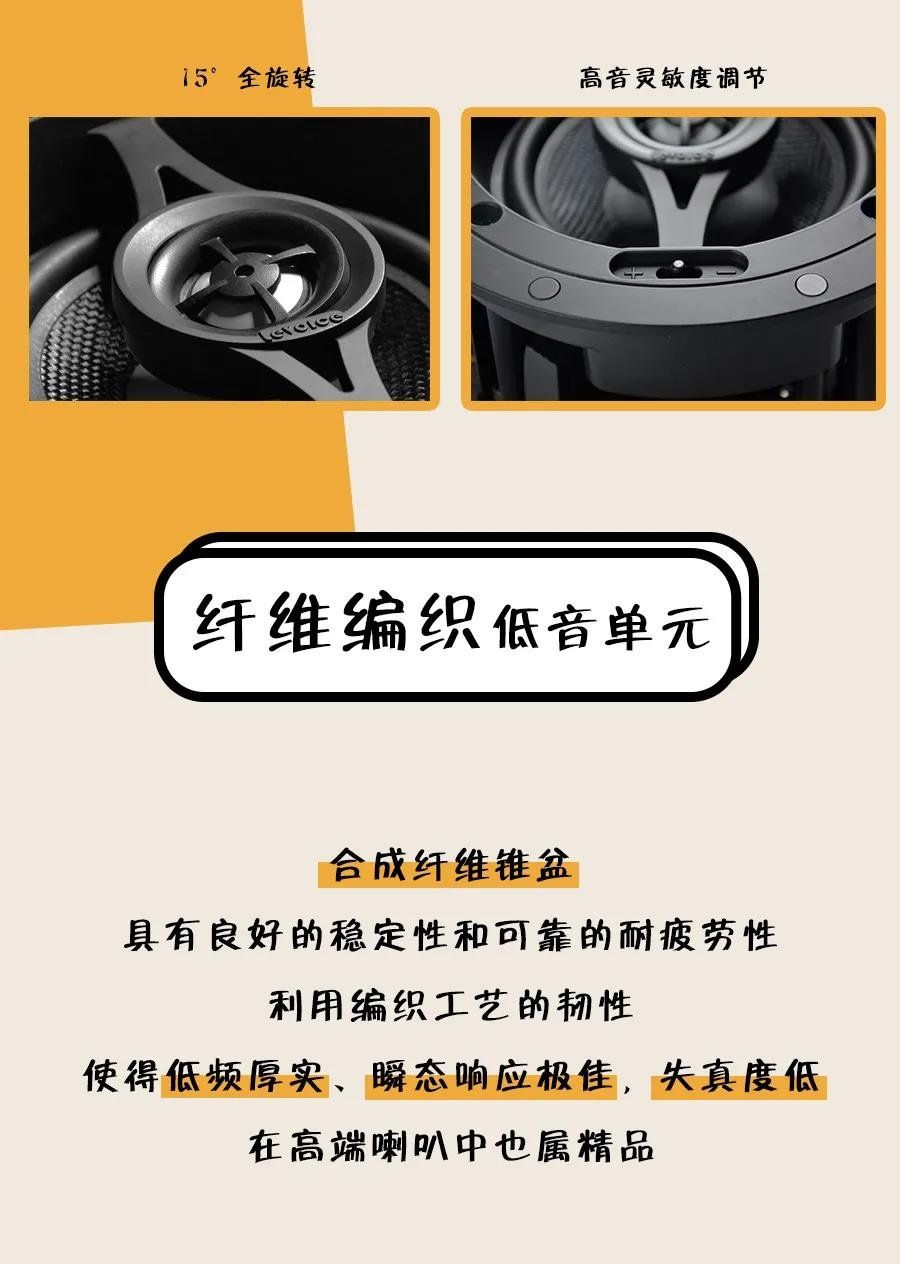 15° 全旋转
高音灵敏度调节
Levoice
纤维编织低音单元
合成纤维锥盆
具有良好的稳定性和可靠的耐疲劳性
利用编织工艺的韧性
使得低频厚实、瞬态响应极佳，失真度低
在高端喇叭中也属精品